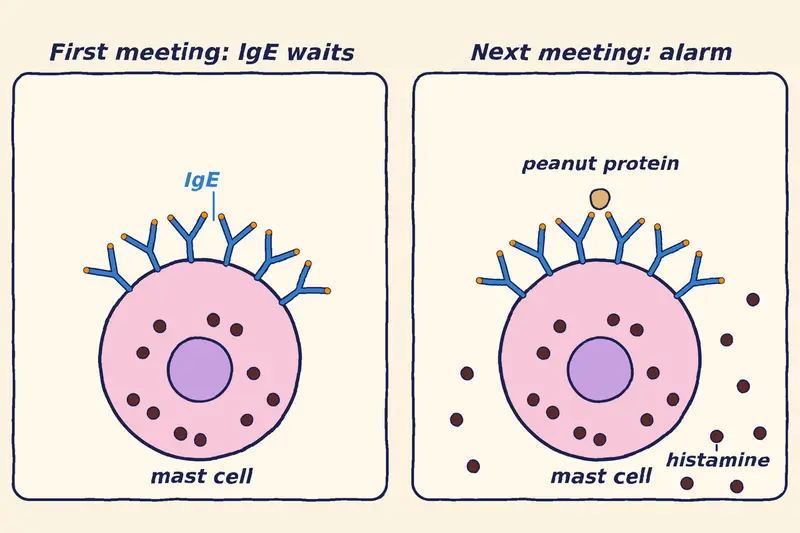 First meeting: IgE waits
IgE
mast cell
Next meeting: alarm
peanut protein
histamine
mast cell